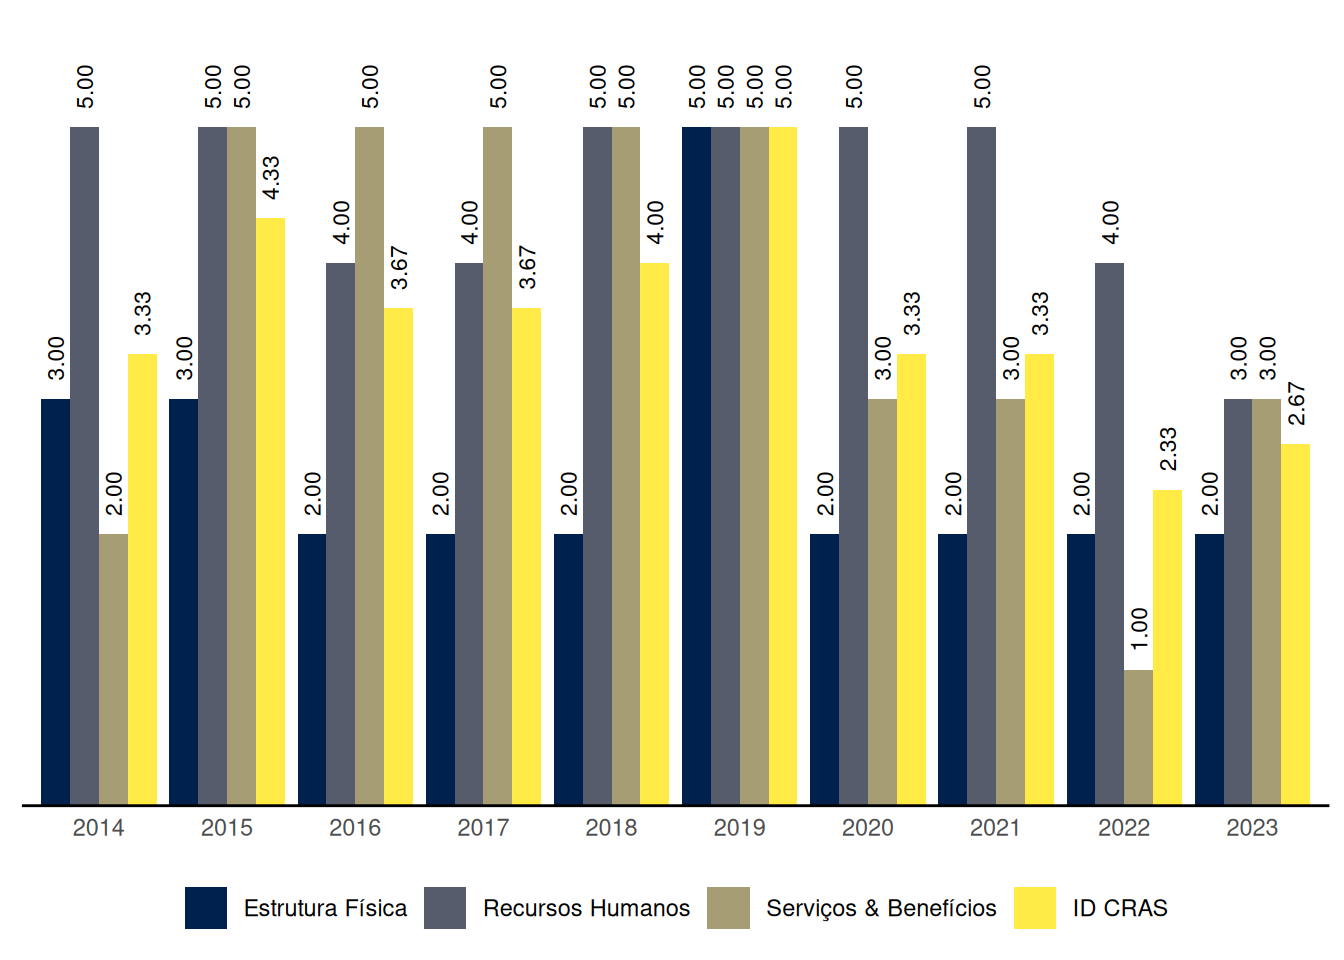 3.00 5.00 2.00 3.33
3.00 5.00 5.00 4.33
2.00 4.00 5.00 3.67
2.00 4.00 5.00 3.67
2.00 5.00 5.00 4.00
5.00 5.00 5.00 5.00
2.00 5.00 3.00 3.33
2.00 5.00 3.00 3.33
2.00 4.00 1.00 2.33
2.00 3.00 3.00 2.67
2014 2015 2016 2017 2018 2019 2020 2021 2022 2023
Estrutura Física Recursos Humanos Serviços & Benefícios ID CRAS